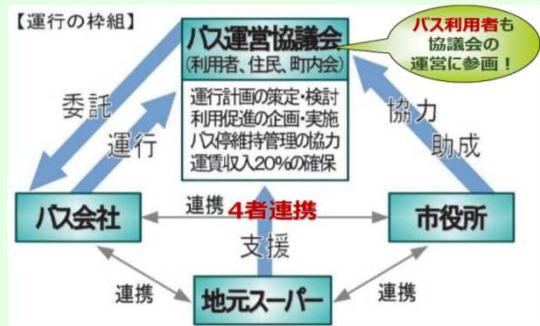 【運行の枠組】
バス運営協議会
(利用者、住民、町内会)
バス利用者も
協議会の
運営に参画！
運行計画の策定・検討
利用促進の企画・実施
バス停維持管理の協力
運賃収入20%の確保
委託
運行
協力
助成
バス会社
連携
4者連携
支援
市役所
連携
地元スーパー
連携